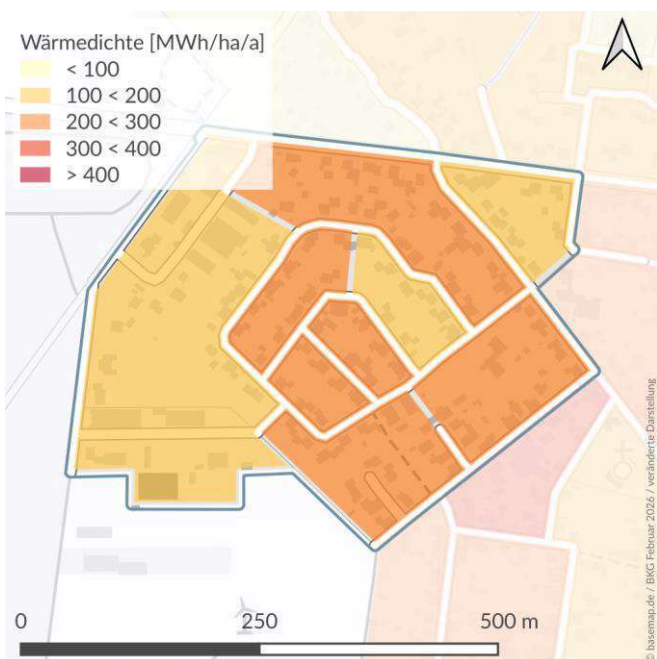 Wärmedichte [MWh/ha/a]
< 100
100 < 200
200 < 300
300 < 400
> 400
0 250 500 m
© basemap.de / BKG Februar 2026 / veränderte Darstellung